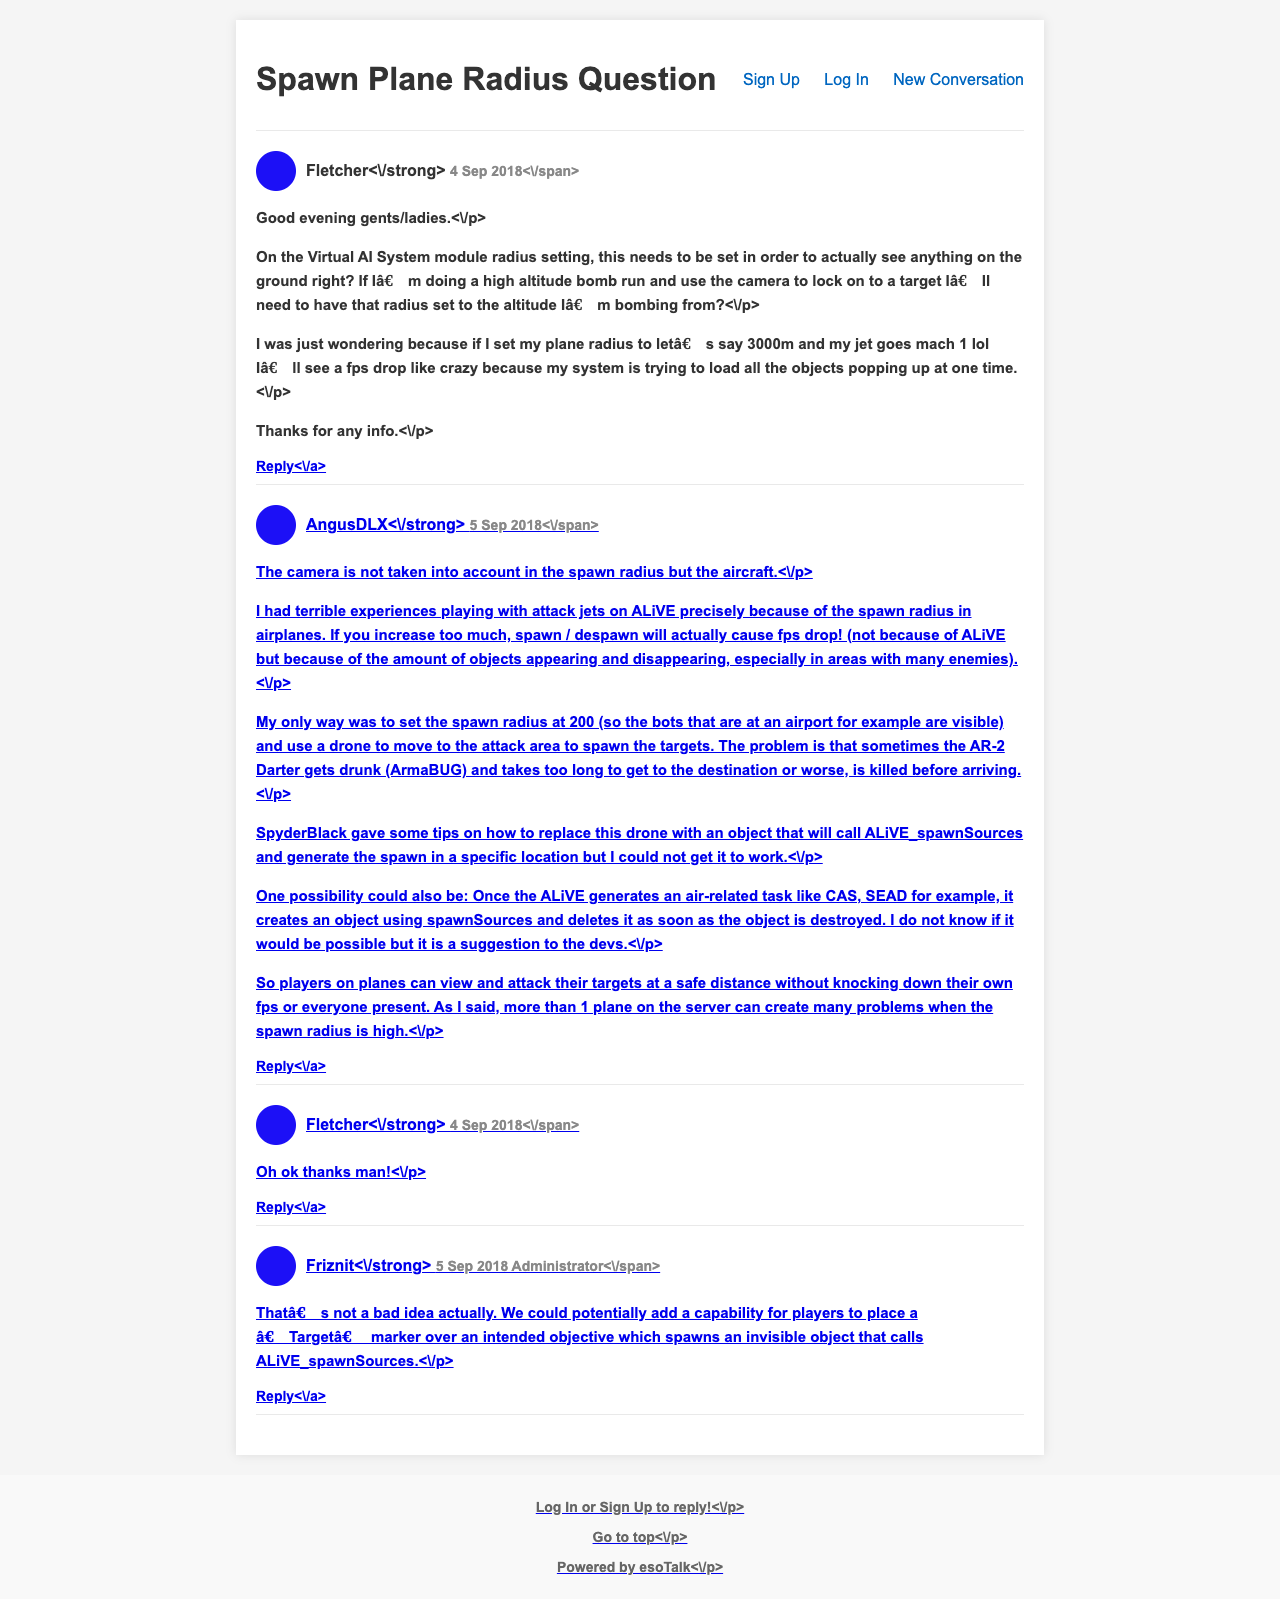 Spawn Plane Radius Question
Sign Up Log In New Conversation
Fletcher<\/strong> 4 Sep 2018<\/span>
Good evening gents/ladies.<\/p>
On the Virtual AI System module radius setting, this needs to be set in order to actually see anything on the
ground right? If Iâ€ m doing a high altitude bomb run and use the camera to lock on to a target Iâ€ ll
need to have that radius set to the altitude Iâ€ m bombing from?<\/p>
I was just wondering because if I set my plane radius to letâ€ s say 3000m and my jet goes mach 1 lol
Iâ€ ll see a fps drop like crazy because my system is trying to load all the objects popping up at one time.
<\/p>
Thanks for any info.<\/p>
Reply<\/a>
AngusDLX<\/strong> 5 Sep 2018<\/span>
The camera is not taken into account in the spawn radius but the aircraft.<\/p>
I had terrible experiences playing with attack jets on ALiVE precisely because of the spawn radius in
airplanes. If you increase too much, spawn / despawn will actually cause fps drop! (not because of ALiVE
but because of the amount of objects appearing and disappearing, especially in areas with many enemies).
<\/p>
My only way was to set the spawn radius at 200 (so the bots that are at an airport for example are visible)
and use a drone to move to the attack area to spawn the targets. The problem is that sometimes the AR-2
Darter gets drunk (ArmaBUG) and takes too long to get to the destination or worse, is killed before arriving.
<\/p>
SpyderBlack gave some tips on how to replace this drone with an object that will call ALiVE_spawnSources
and generate the spawn in a specific location but I could not get it to work.<\/p>
One possibility could also be: Once the ALiVE generates an air-related task like CAS, SEAD for example, it
creates an object using spawnSources and deletes it as soon as the object is destroyed. I do not know if it
would be possible but it is a suggestion to the devs.<\/p>
So players on planes can view and attack their targets at a safe distance without knocking down their own
fps or everyone present. As I said, more than 1 plane on the server can create many problems when the
spawn radius is high.<\/p>
Reply<\/a>
Fletcher<\/strong> 4 Sep 2018<\/span>
Oh ok thanks man!<\/p>
Reply<\/a>
Friznit<\/strong> 5 Sep 2018 Administrator<\/span>
Thatâ€ s not a bad idea actually. We could potentially add a capability for players to place a
â€ Targetâ€ marker over an intended objective which spawns an invisible object that calls
ALiVE_spawnSources.<\/p>
Reply<\/a>
Log In or Sign Up to reply!<\/p>
Go to top<\/p>
Powered by esoTalk<\/p>